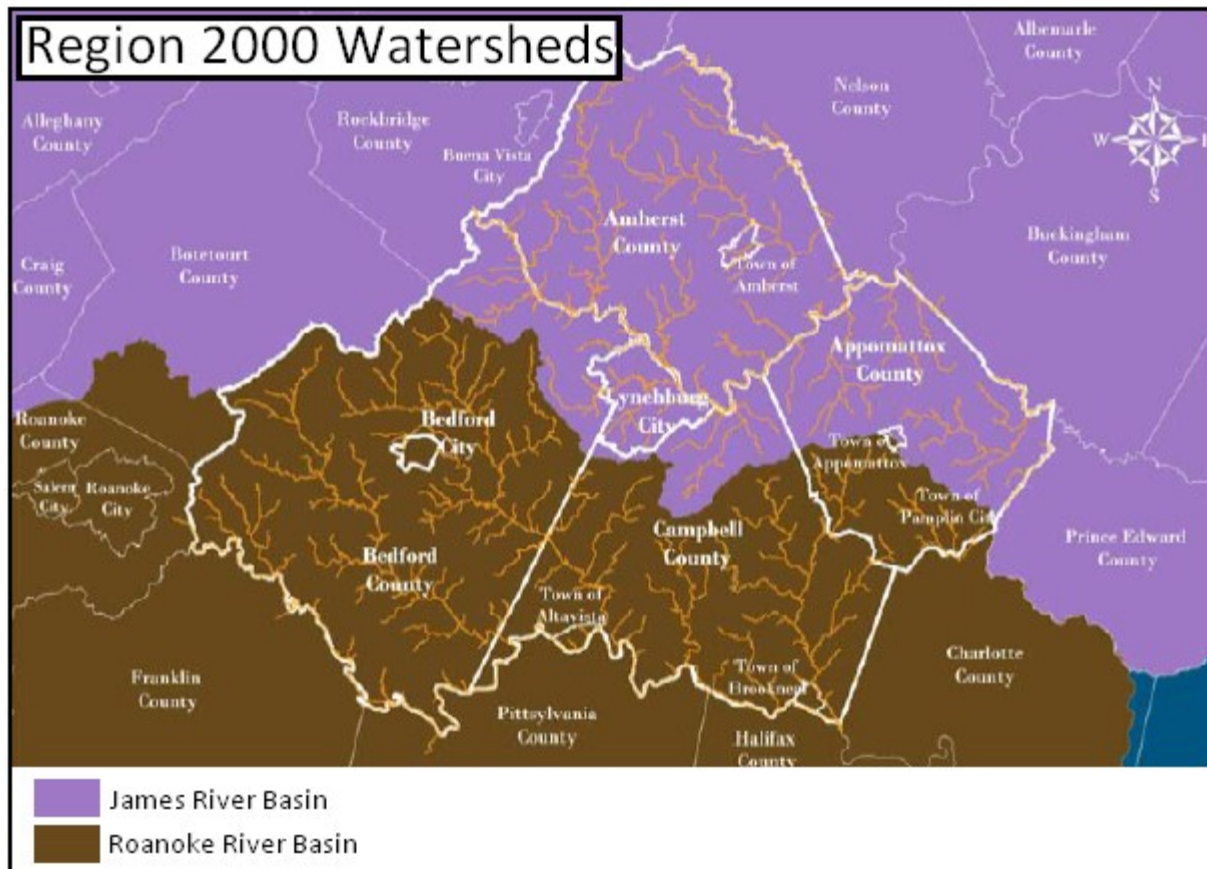 Region 2000 Watersheds
Albemarle
County
Nelson
County
N
W
E
S
Alleghany
County
Rockbridge
County
Buena Vista
City
Amherst
County
Town of
Amherst
Buckingham
County
Craig
County
Botetourt
County
Appomattox
County
Lynchburg
City
Bedford
City
Roanoke
County
Salem
City
Roanoke
City
Town of
Appomattox
Town of
Pamplin City
Campbell
County
Prince Edward
County
Bedford
County
Town of
Altavista
Charlotte
County
Franklin
County
Town of
Brookneal
Pittsylvania
County
Halifax
County
James River Basin
Roanoke River Basin